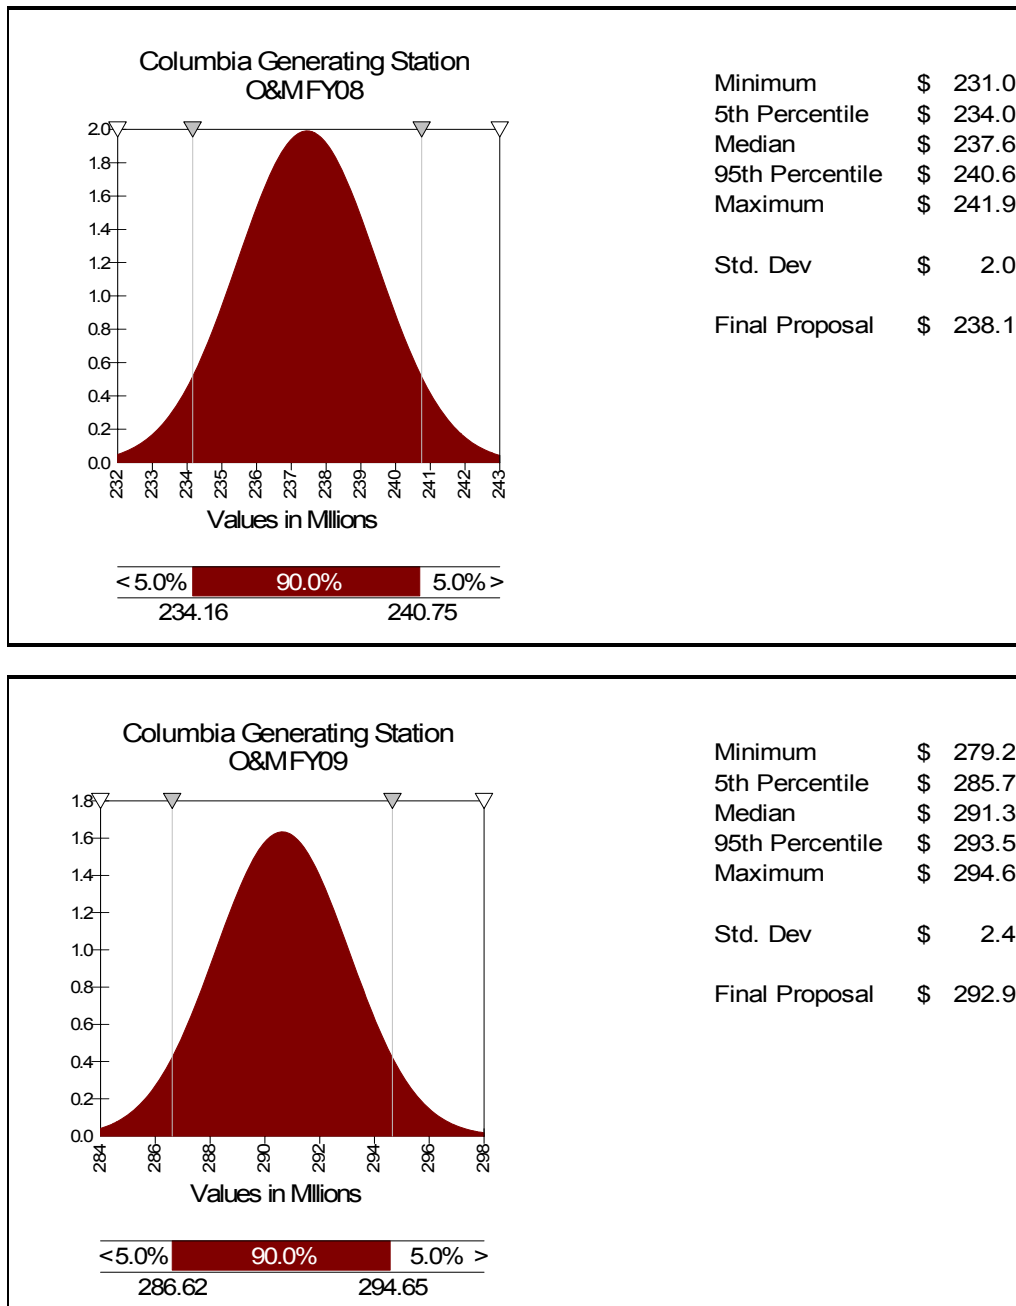 Columbia Generating Station
O&M FY08
2.0
1.8
1.6
1.4
1.2
1.0
0.8
0.6
0.4
0.2
0.0
232 233 234 235 236 237 238 239 240 241 242 243
Values in Millions
< 5.0% 90.0% 5.0% >
234.16 240.75
Minimum $ 231.0
5th Percentile $ 234.0
Median $ 237.6
95th Percentile $ 240.6
Maximum $ 241.9
Std. Dev $ 2.0
Final Proposal $ 238.1
Columbia Generating Station
O&M FY09
1.8
1.6
1.4
1.2
1.0
0.8
0.6
0.4
0.2
0.0
284 286 288 290 292 294 296 298
Values in Millions
<5.0% 90.0% 5.0% >
286.62 294.65
Minimum $ 279.2
5th Percentile $ 285.7
Median $ 291.3
95th Percentile $ 293.5
Maximum $ 294.6
Std. Dev $ 2.4
Final Proposal $ 292.9